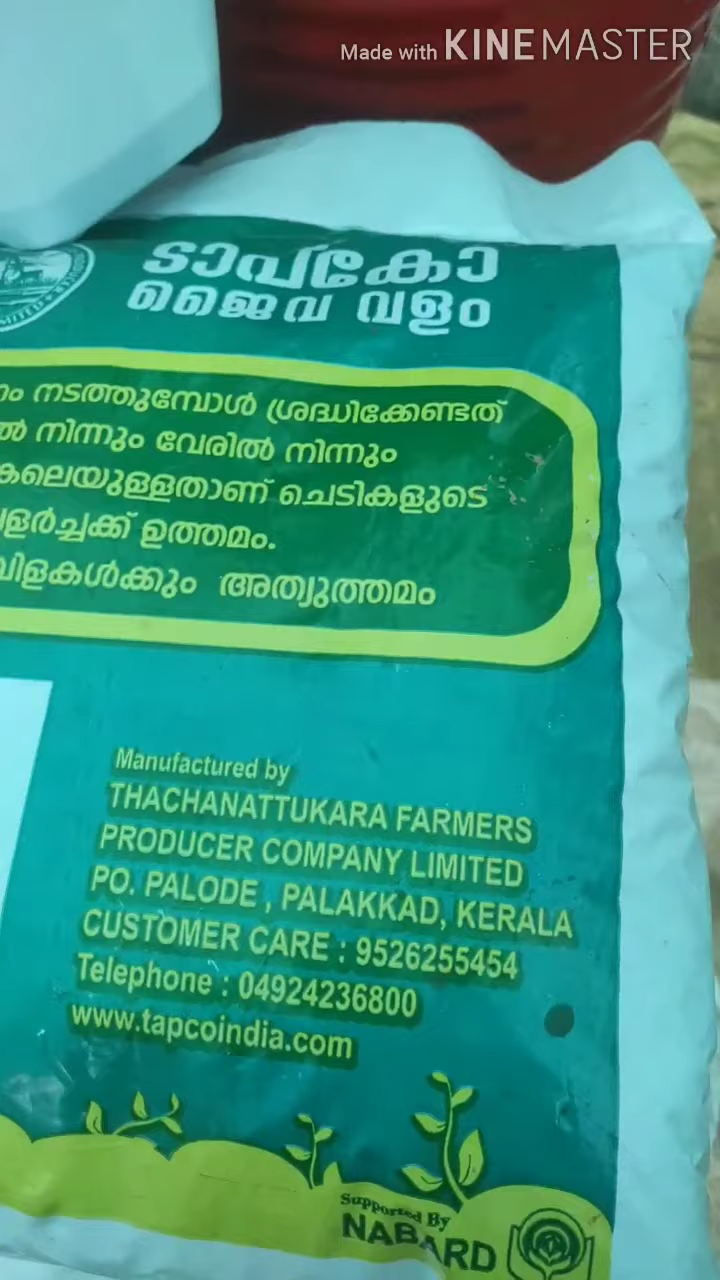 Made with KINEMASTER
ടാപ്കോ
ജൈവ വളം
LIMITED
നടത്തുമ്പോൾ ശ്രദ്ധിക്കേണ്ടത്
നിന്നും വേരിൽ നിന്നും
കലെയുള്ളതാണ് ചെടികളുടെ
ളർച്ചക്ക് ഉത്തമം.
വിളകൾക്കും അത്യുത്തമം
Manufactured by
THACHANATTUKARA FARMERS
PRODUCER COMPANY LIMITED
PO. PALODE , PALAKKAD, KERALA
CUSTOMER CARE : 9526255454
Telephone : 04924236800
www.tapcoindia.com
Supported By
NABARD